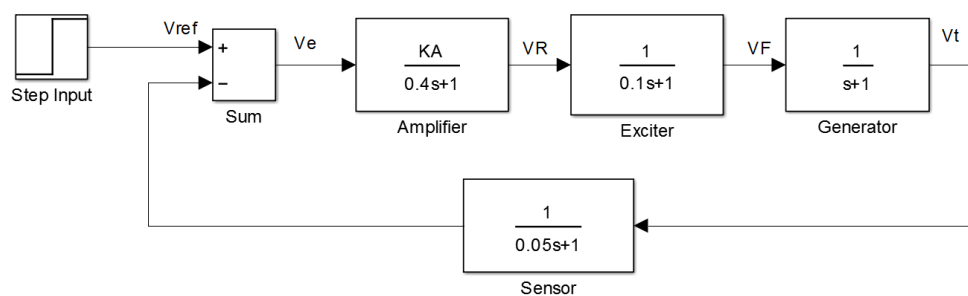 Step Input
Vref
+
−
Sum
Ve
KA
0.4s+1
Amplifier
VR
1
0.1s+1
Exciter
VF
1
s+1
Generator
Vt
1
0.05s+1
Sensor